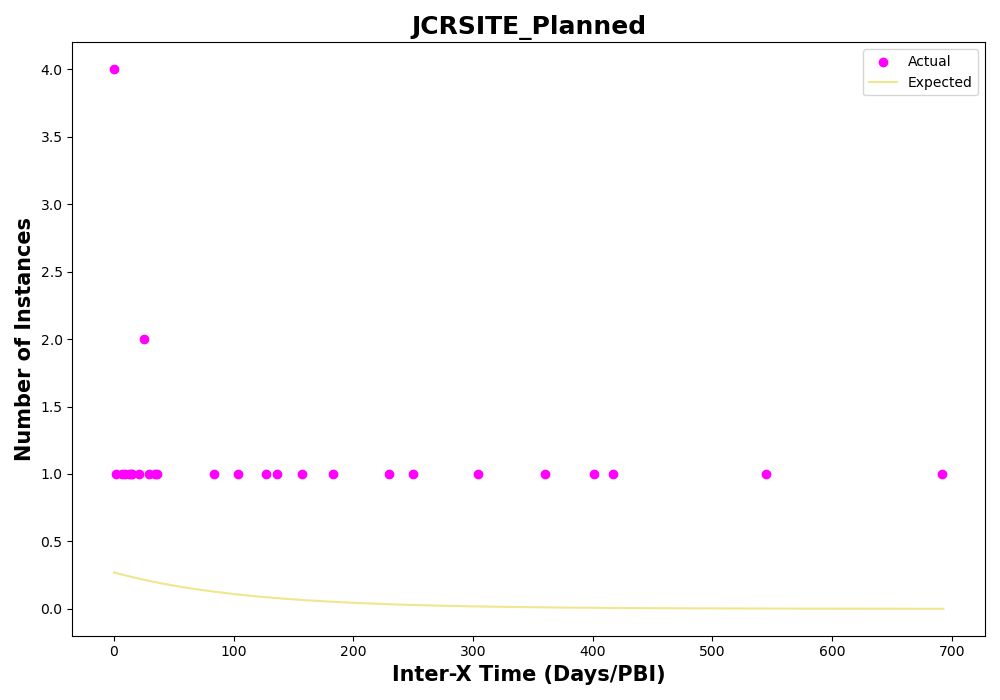 JCRSITE_Planned
Actual
Expected
Number of Instances
4.0
3.5
3.0
2.5
2.0
1.5
1.0
0.5
0.0
0 100 200 300 400 500 600 700
Inter-X Time (Days/PBI)